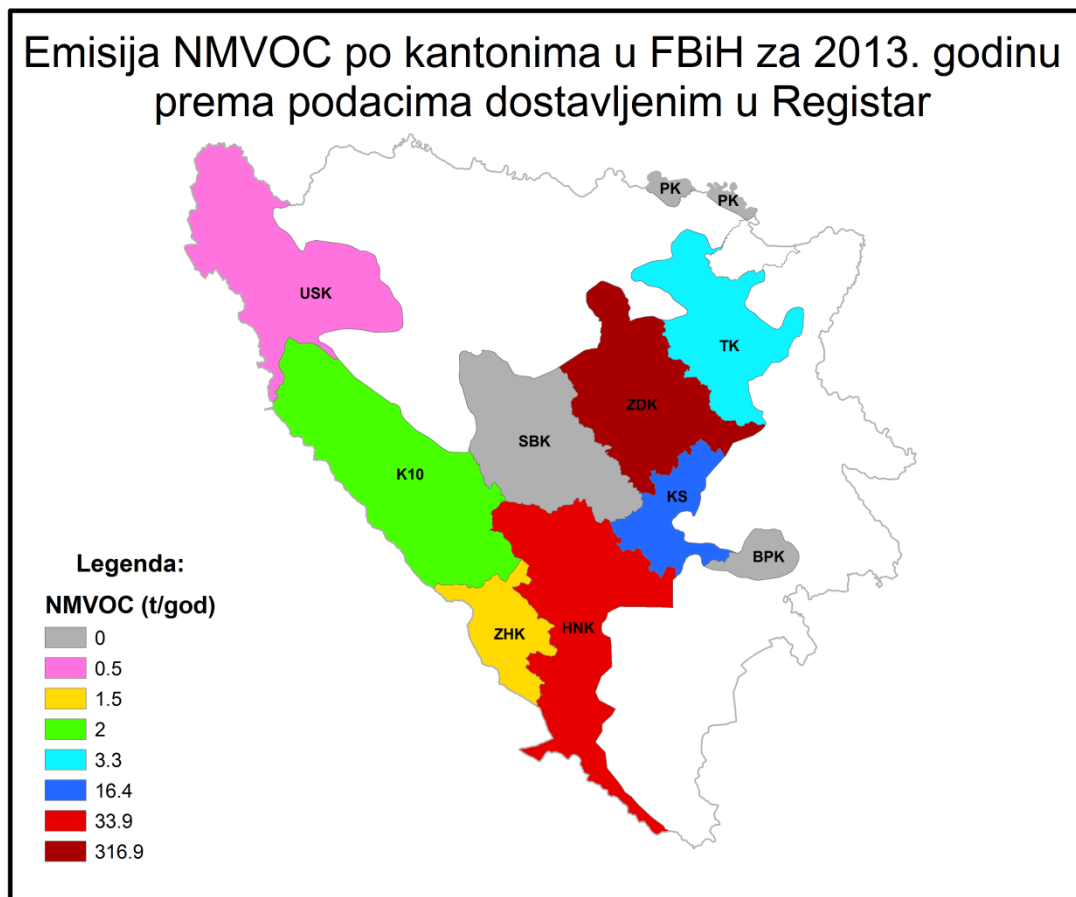 Emisija NMVOC po kantonima u FBiH za 2013. godinu
prema podacima dostavljenim u Registar
PK
PK
USK
TK
ZDK
SBK
K10
KS
BPK
ZHK
HNK
Legenda:
NMVOC (t/god)
0
0.5
1.5
2
3.3
16.4
33.9
316.9